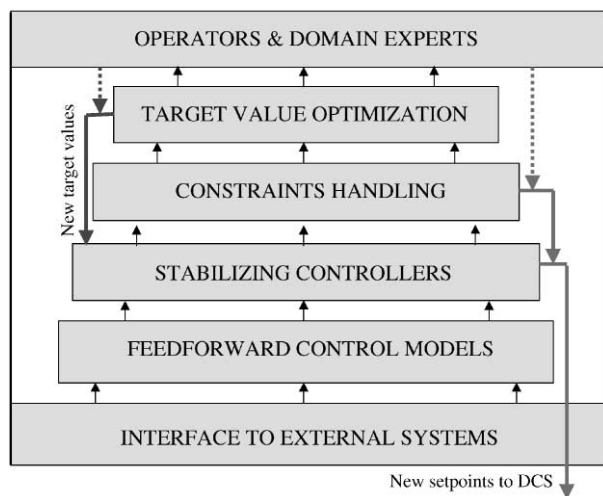 OPERATORS & DOMAIN EXPERTS
TARGET VALUE OPTIMIZATION
New target values
CONSTRAINTS HANDLING
STABILIZING CONTROLLERS
FEEDFORWARD CONTROL MODELS
INTERFACE TO EXTERNAL SYSTEMS
New setpoints to DCS